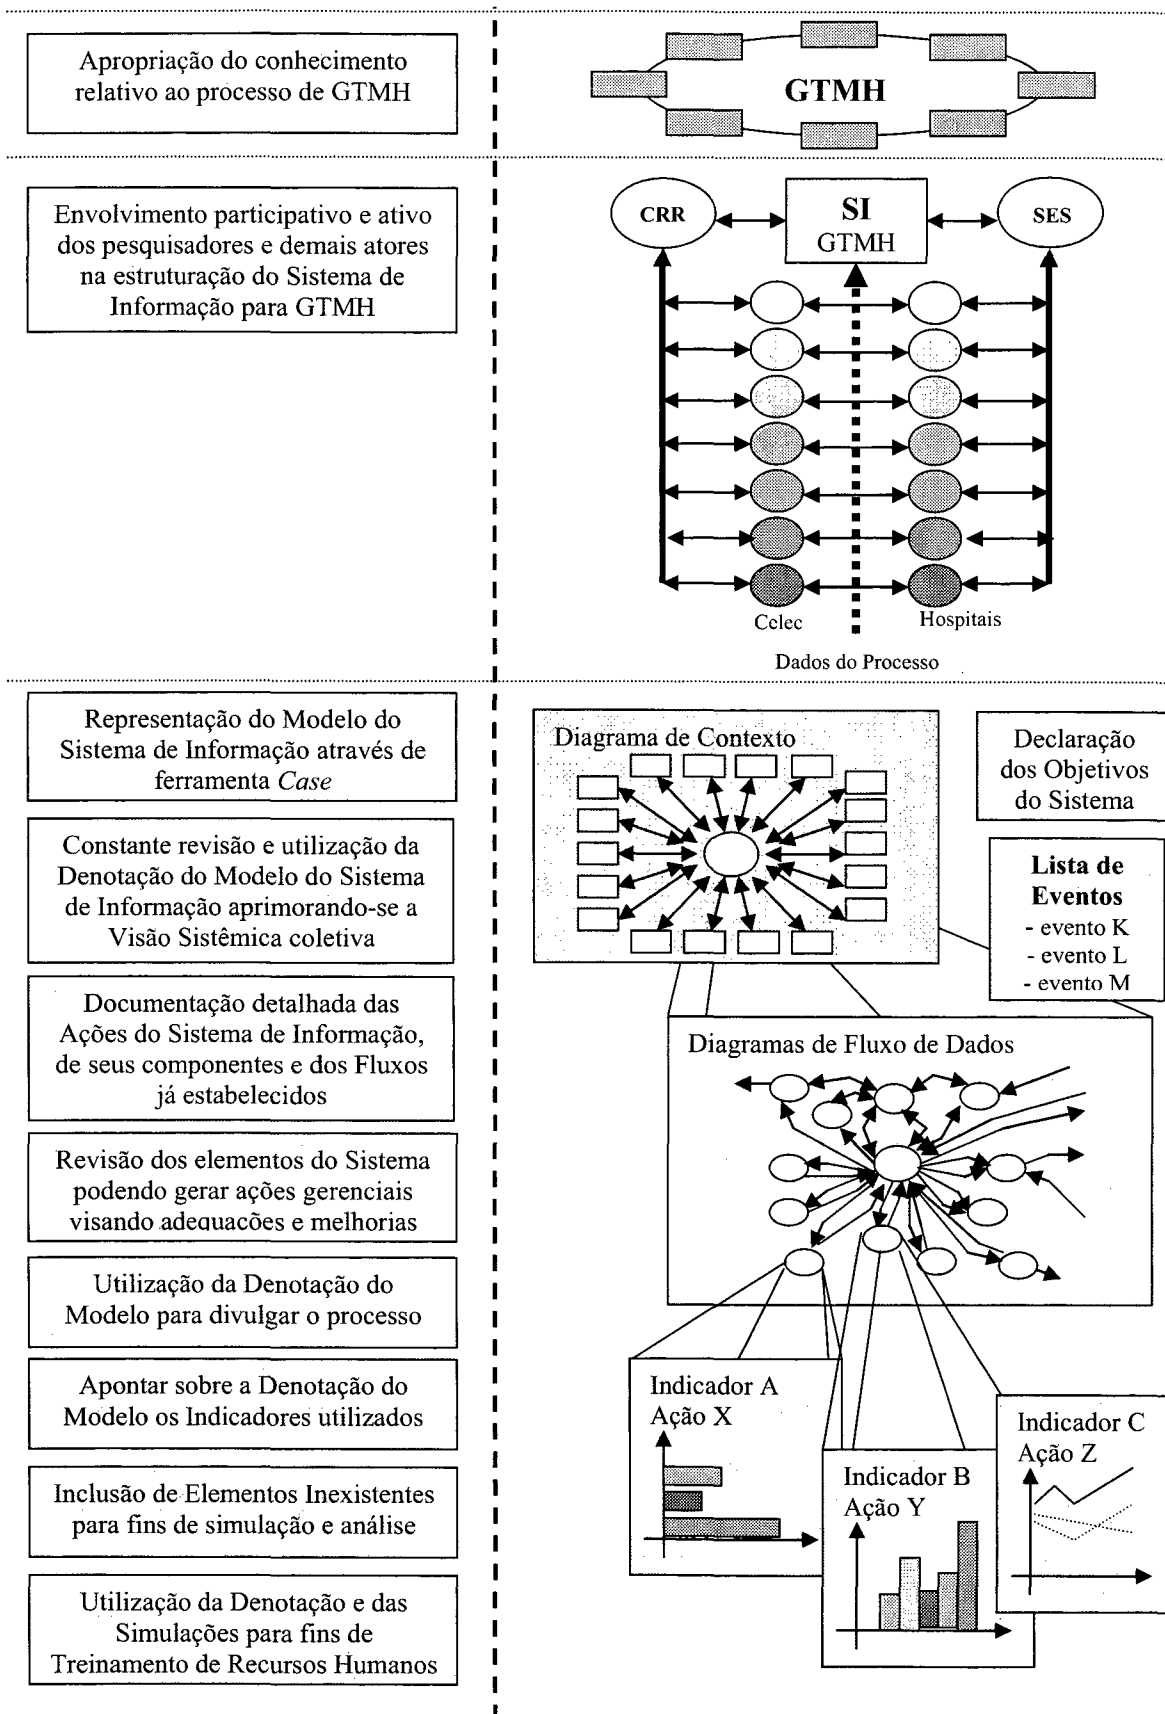 Apropriação do conhecimento
relativo ao processo de GTMH
GTMH
Envolvimento participativo e ativo
dos pesquisadores e demais atores
na estruturação do Sistema de
Informação para GTMH
CRR
SI
GTMH
SES
Celec
Hospitais
Dados do Processo
Representação do Modelo do
Sistema de Informação através de
ferramenta Case
Constante revisão e utilização da
Denotação do Modelo do Sistema
de Informação aprimorando-se a
Visão Sistêmica coletiva
Documentação detalhada das
Ações do Sistema de Informação,
de seus componentes e dos Fluxos
já estabelecidos
Revisão dos elementos do Sistema
podendo gerar ações gerenciais
visando adequações e melhorias
Utilização da Denotação do
Modelo para divulgar o processo
Apontar sobre a Denotação do
Modelo os Indicadores utilizados
Inclusão de Elementos Inexistentes
para fins de simulação e análise
Utilização da Denotação e das
Simulações para fins de
Treinamento de Recursos Humanos
Diagrama de Contexto
Declaração
dos Objetivos
do Sistema
Lista de
Eventos
- evento K
- evento L
- evento M
Diagramas de Fluxo de Dados
Indicador A
Ação X
Indicador B
Ação Y
Indicador C
Ação Z